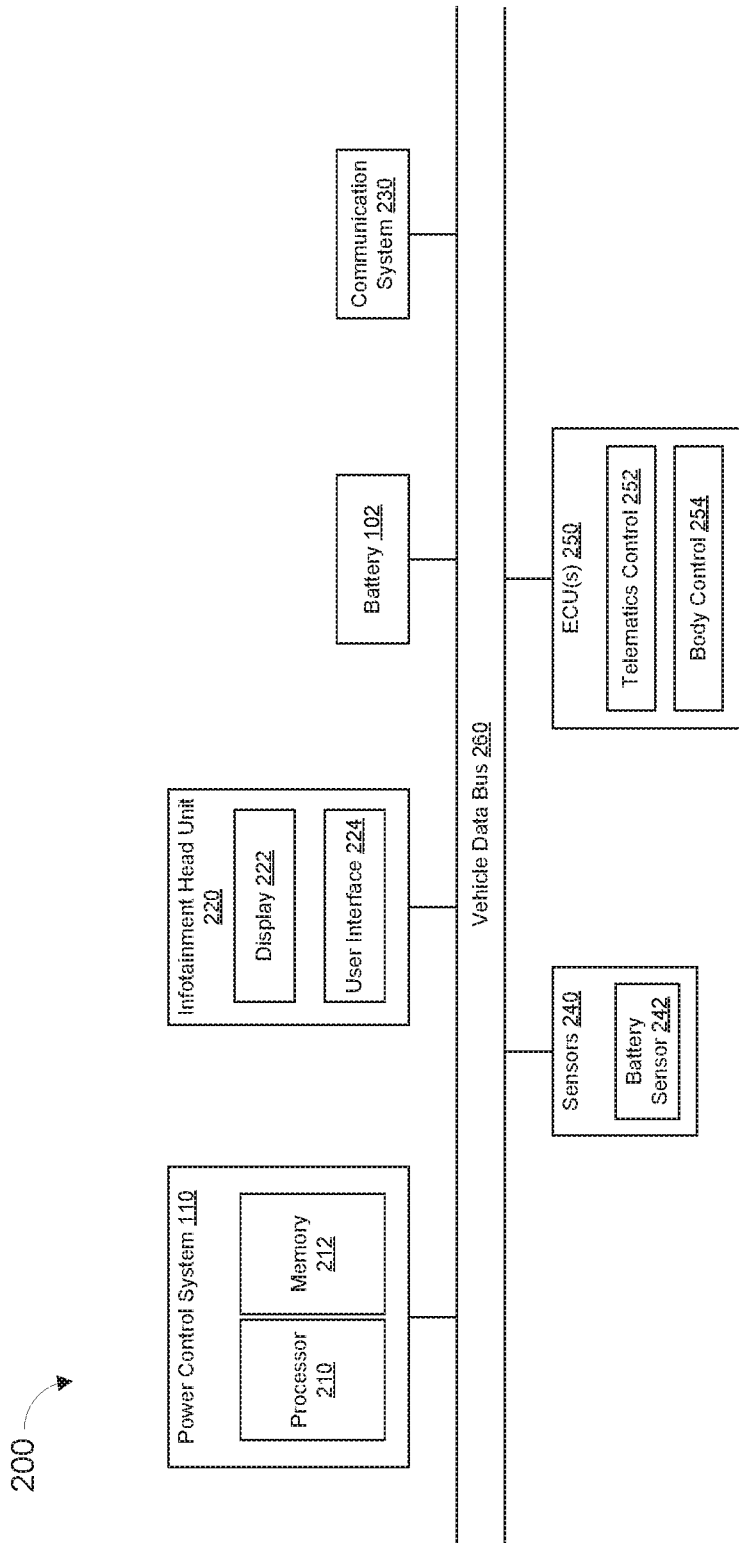 200
Power Control System 110
Processor
210
Memory
212
Infotainment Head Unit
220
Display 222
User Interface 224
Battery 102
Communication
System 230
Vehicle Data Bus 260
Sensors 240
Battery
Sensor 242
ECU(s) 250
Telematics Control 252
Body Control 254